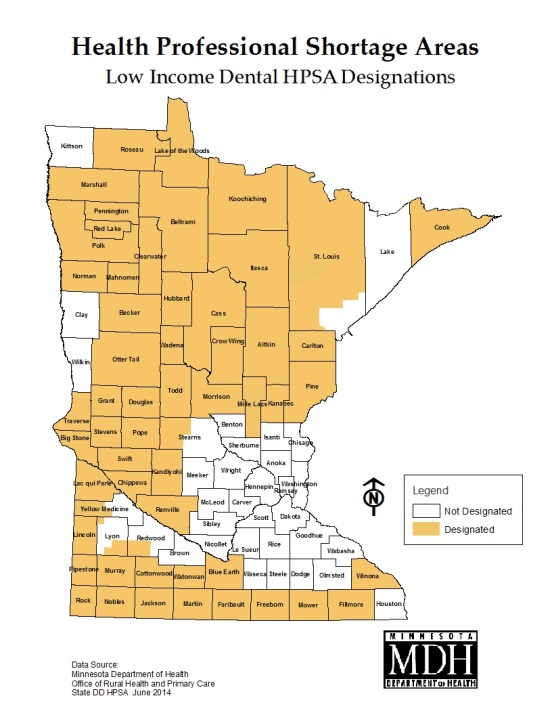 Health Professional Shortage Areas
Low Income Dental HPSA Designations
Kittson
Roseau
Lake of the Woods
Marshall
Koochiching
Pennington
Red Lake
Beltrami
Cook
Polk
Clearwater
Lake
St. Louis
Itasca
Norman
Mahnomen
Hubbard
Clay
Becker
Cass
Wadena
Crow Wing
Aitkin
Carlton
Wilkin
Otter Tail
Todd
Pine
Grant
Douglas
Morrison
Mille Lacs
Kanabec
Traverse
Stevens
Pope
Stearns
Benton
Isanti
Big Stone
Sherburne
Chisago
Swift
Kandiyohi
Anoka
Meeker
Wright
Lac qui Parle
Chippewa
Hennepin
Washington
Ramsey
Yellow Medicine
Renville
McLeod
Carver
Scott
Dakota
Sibley
Lincoln
Lyon
Redwood
Goodhue
Nicollet
Le Sueur
Rice
Wabasha
Brown
Pipestone
Murray
Cottonwood
Watonwan
Blue Earth
Waseca
Steele
Dodge
Olmsted
Winona
Rock
Nobles
Jackson
Martin
Faribault
Freeborn
Mower
Fillmore
Houston
N
Legend
Not Designated
Designated
MINNESOTA
MDH
DEPARTMENT OF HEALTH
Data Source:
Minnesota Department of Health
Office of Rural Health and Primary Care
State DD HPSA June 2014